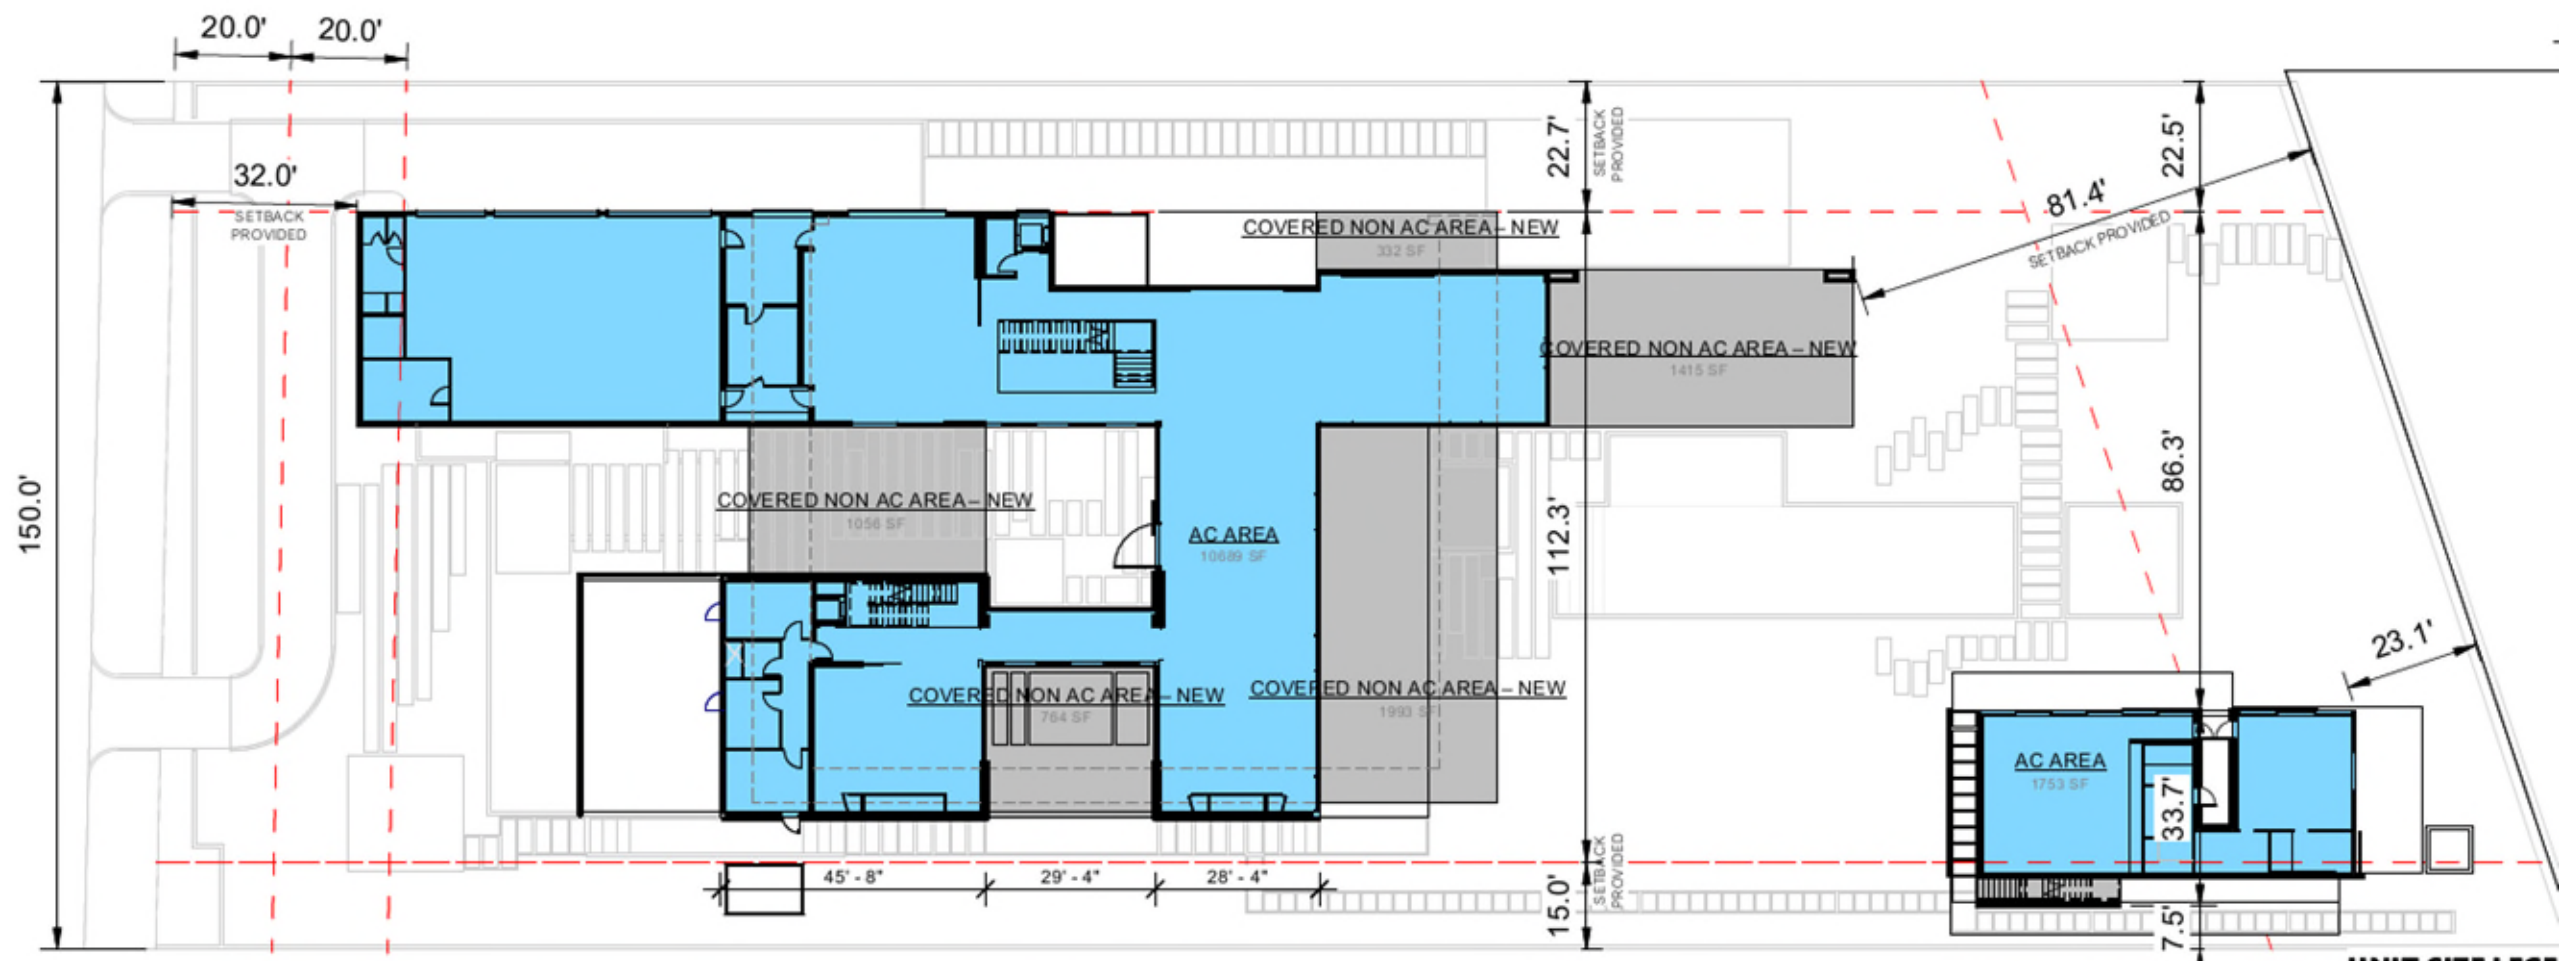 20.0'
20.0'
32.0'
SETBACK
PROVIDED
22.7'
SETBACK
PROVIDED
22.5'
81.4'
SETBACK PROVIDED
COVERED NON AC AREA – NEW
332 SF
COVERED NON AC AREA – NEW
1415 SF
150.0'
COVERED NON AC AREA – NEW
1056 SF
AC AREA
10689 SF
112.3'
86.3'
23.1'
COVERED NON AC AREA – NEW
764 SF
COVERED NON AC AREA – NEW
1993 SF
AC AREA
1753 SF
33.7'
45' - 8"
29' - 4"
28' - 4"
15.0'
SETBACK
PROVIDED
7.5'